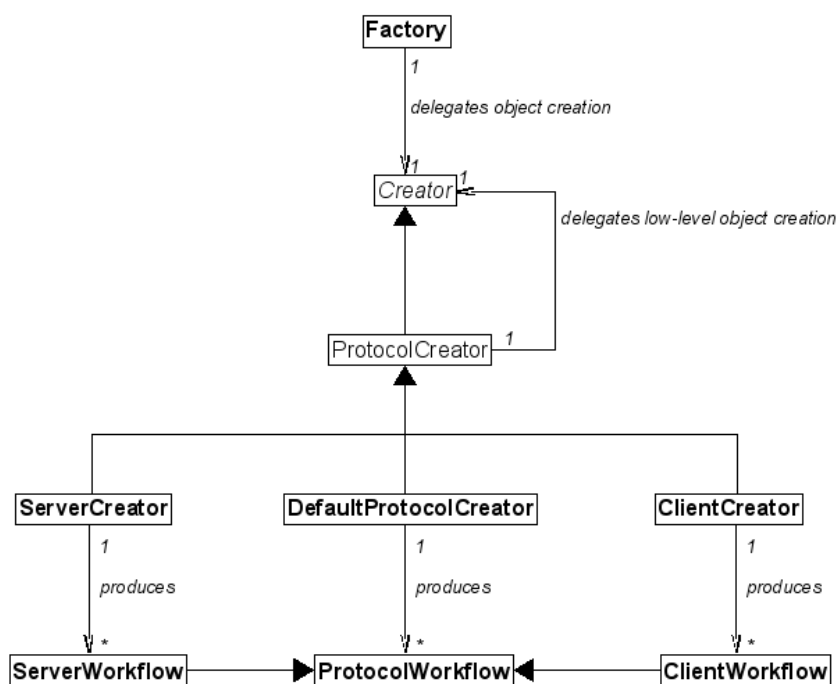 Factory
1
delegates object creation
1
1
Creator
delegates low-level object creation
ProtocolCreator
1
ServerCreator
DefaultProtocolCreator
ClientCreator
1
1
1
produces
produces
produces
*
*
*
ServerWorkflow
ProtocolWorkflow
ClientWorkflow